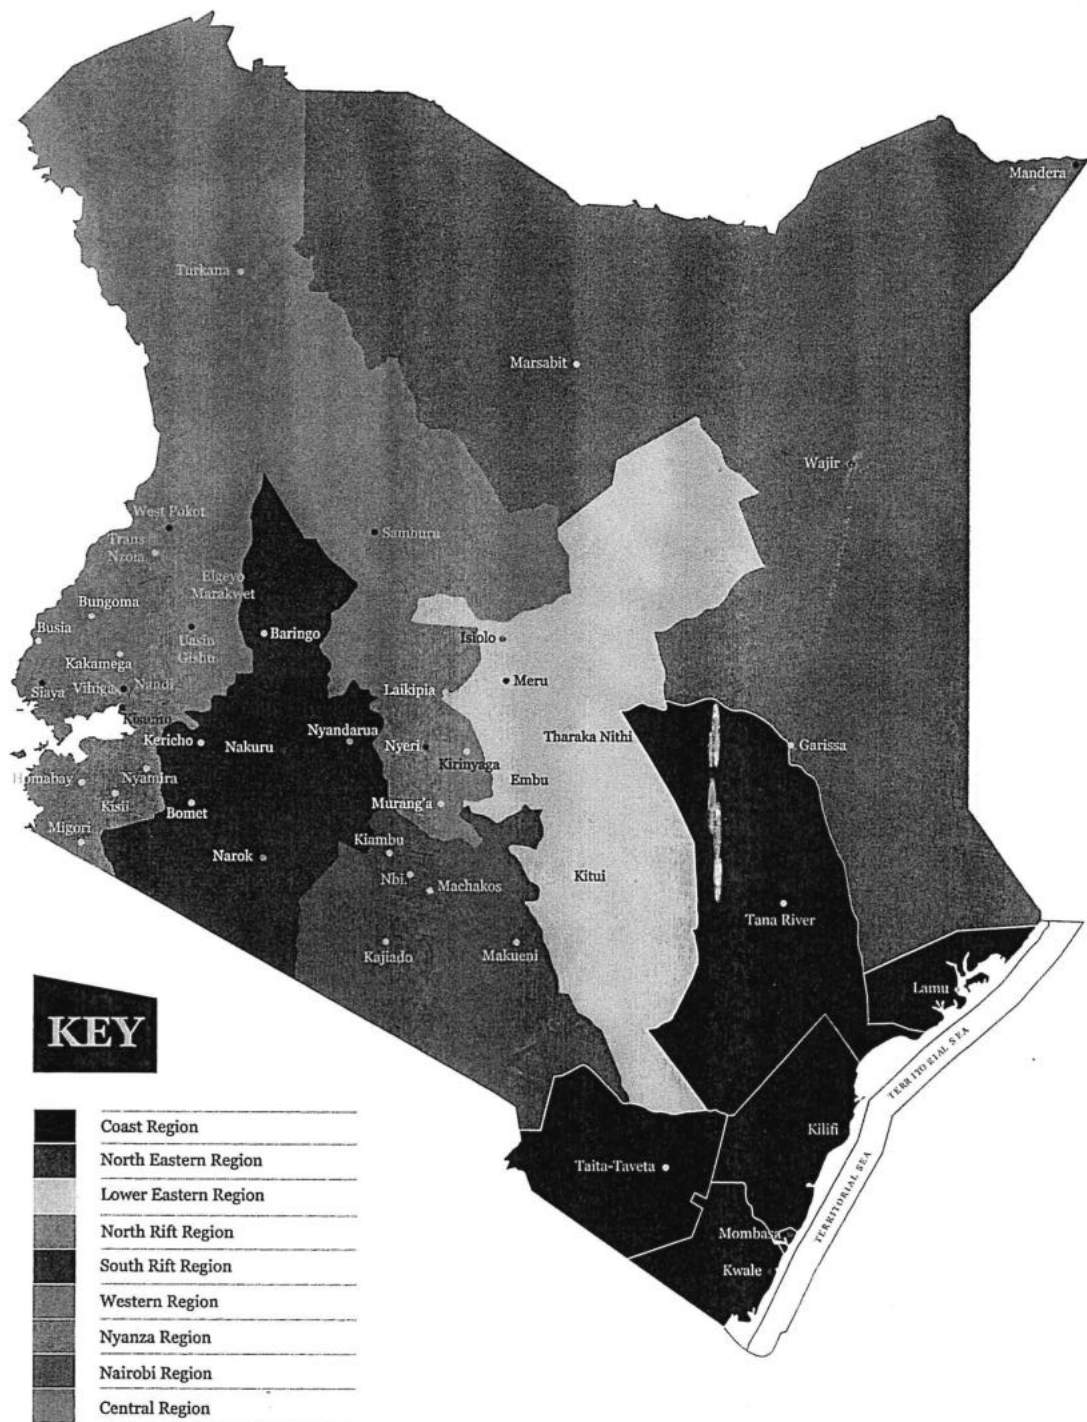 Mandera
Turkana
Marsabit
Wajir
West Pokot
Trans
Nzoia
Samburu
Elgeyo
Marakwet
Bungoma
Busia
Uasin
Gishu
Baringo
Isiolo
Kakamega
Siaya
Vihiga
Nandi
Laikipia
Meru
Kisumu
Kericho
Nakuru
Nyandarua
Nyeri
Tharaka Nithi
Garissa
Kirinyaga
Homabay
Nyamira
Embu
Kisii
Bomet
Murang'a
Migori
Kiambu
Narok
Nbi.
Machakos
Kitui
Tana River
Kajiado
Makueni
Lamu
KEY
TERRITORIAL SEA
Coast Region
Kilifi
North Eastern Region
Taita-Taveta
Lower Eastern Region
TERRITORIAL SEA
North Rift Region
Mombasa
South Rift Region
Kwale
Western Region
Nyanza Region
Nairobi Region
Central Region